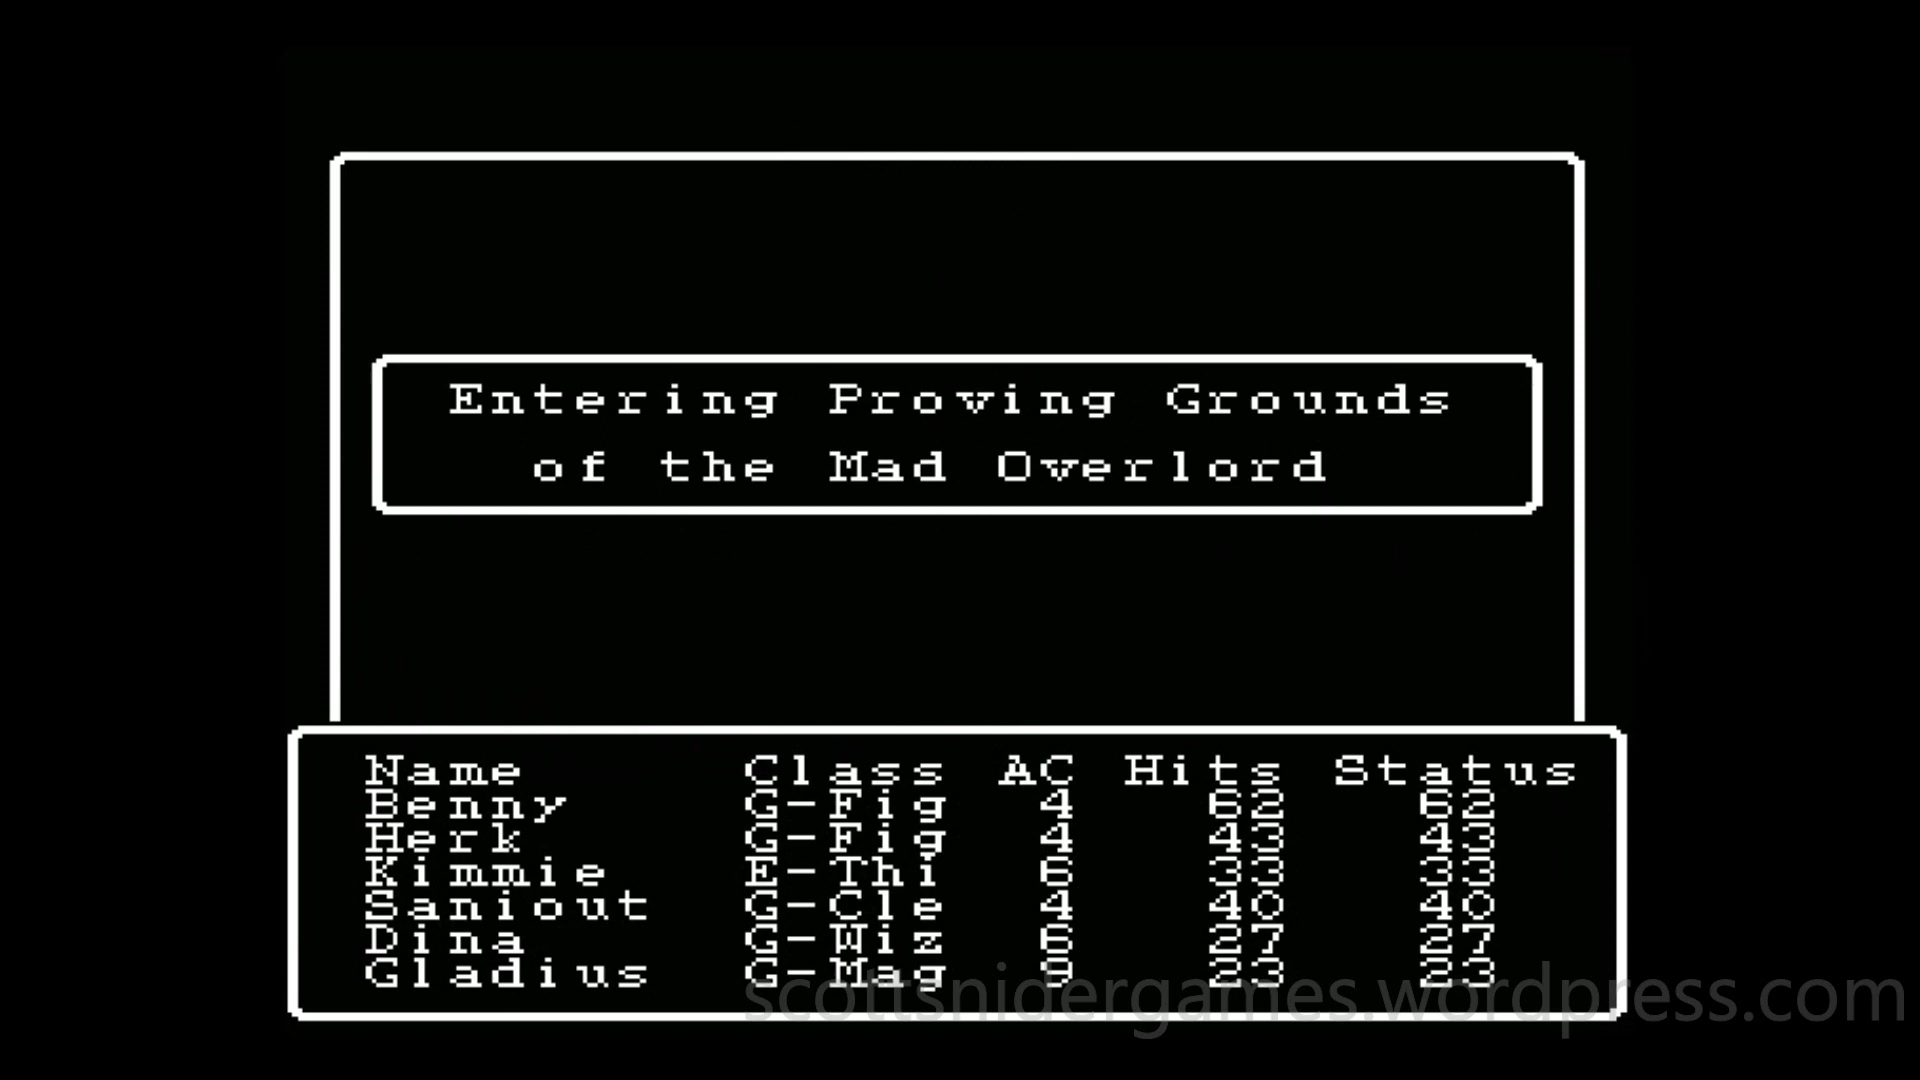 Entering Proving Grounds
of the Mad Overlord
Name Class AC Hits Status
Benny G-Fig 4 62 62
Herk G-Fig 4 43 43
Kimmie E-Thi 6 33 33
Saniout G-Cle 4 40 40
Dina G-Wiz 6 27 27
Gladius G-Mag 23 23
scottsnidergames.wordpress.com